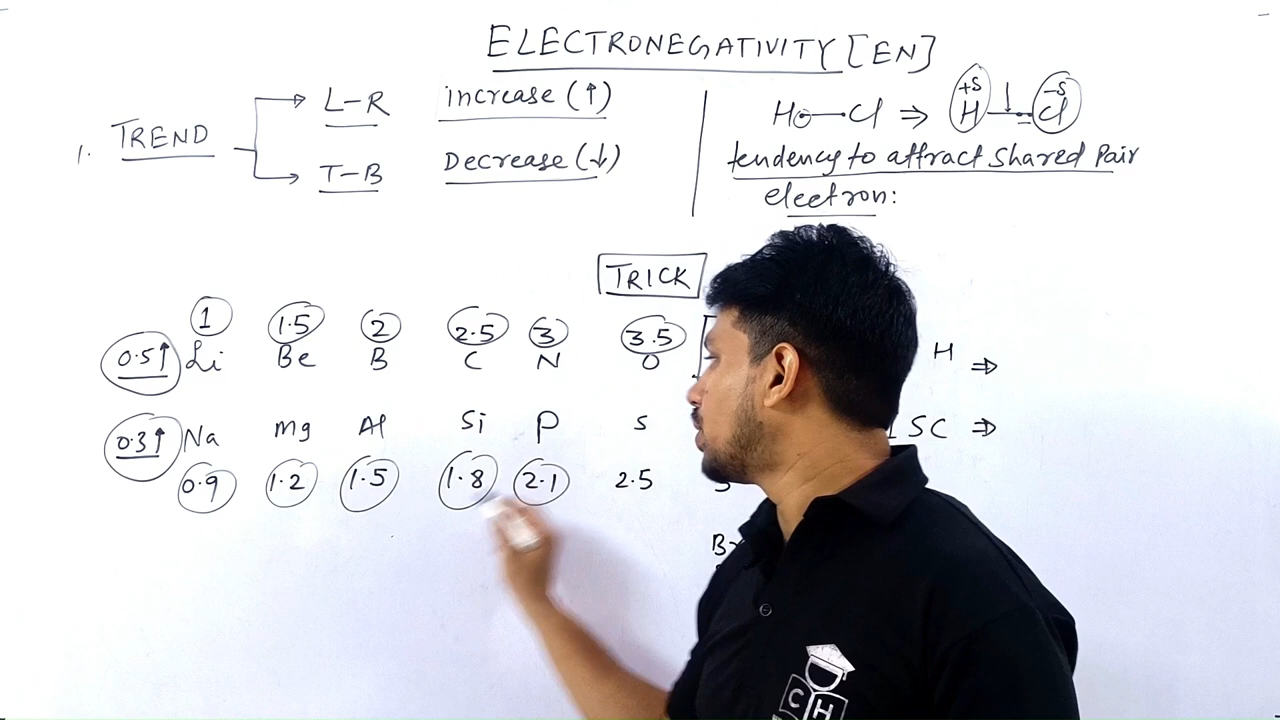 ELECTRONEGATIVITY [EN]
1. TREND
L-R increase (↑)
T-B Decrease (↓)
H—Cl ⇒ +δ H — −δ Cl
tendency to attract shared pair
electron:
TRICK
1 1.5 2 2.5 3 3.5
0.5↑ Li Be B C N O H ⇒
0.3↑ Na Mg Al Si P S SC ⇒
0.9 1.2 1.5 1.8 2.1 2.5
C H